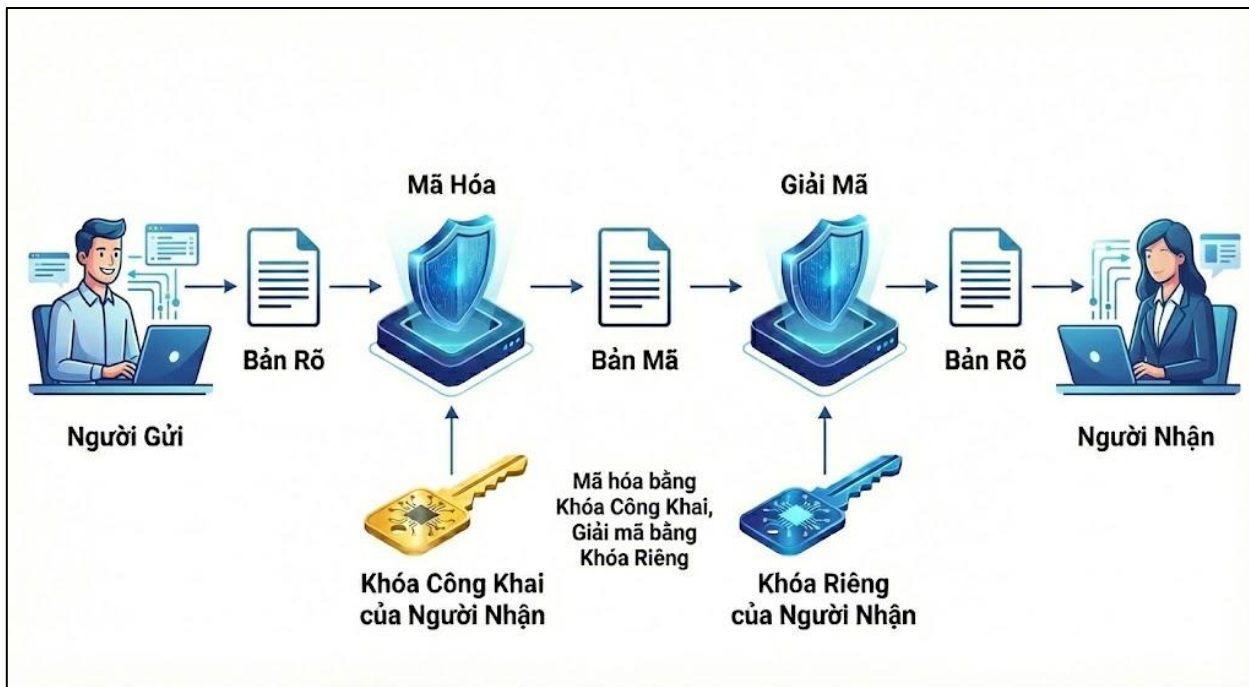 Mã Hóa
Giải Mã
Bản Rõ
Bản Mã
Bản Rõ
Người Gửi
Người Nhận
Mã hóa bằng
Khóa Công Khai,
Giải mã bằng
Khóa Riêng
Khóa Công Khai
của Người Nhận
Khóa Riêng
của Người Nhận